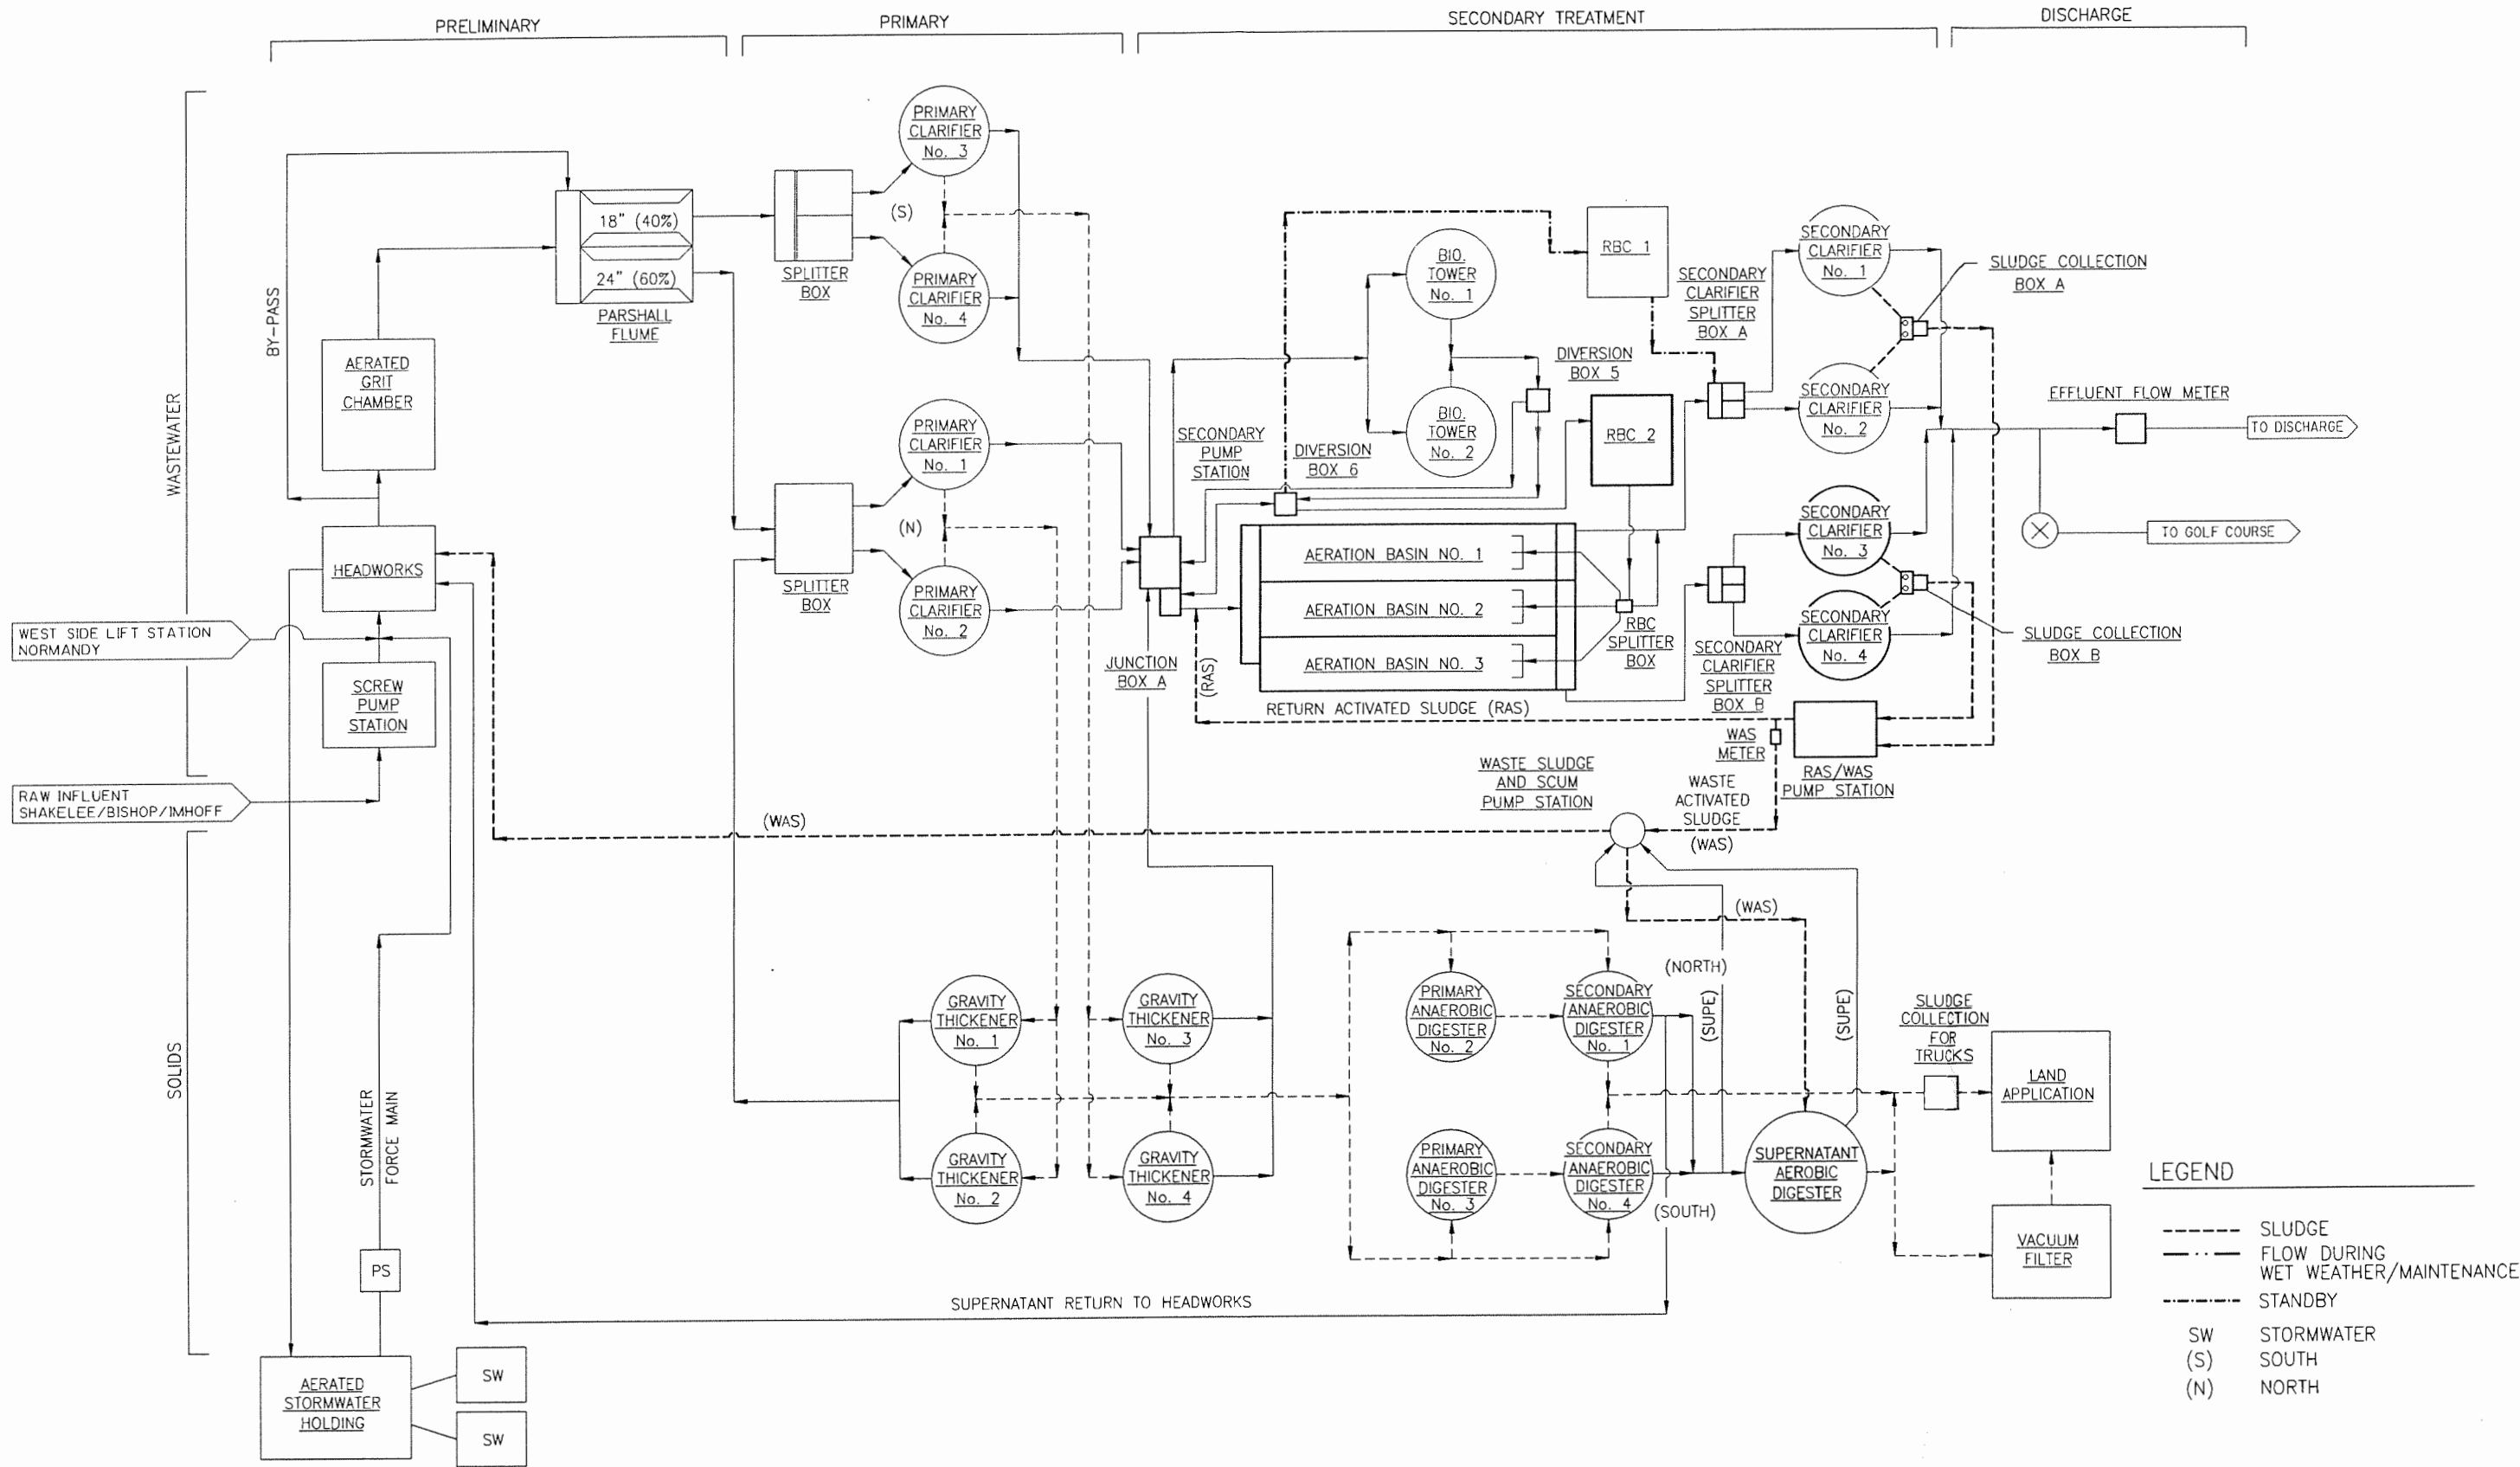 PRELIMINARY
PRIMARY
SECONDARY TREATMENT
DISCHARGE
WASTEWATER
SOLIDS
BY-PASS
AERATED
GRIT
CHAMBER
HEADWORKS
WEST SIDE LIFT STATION
NORMANDY
SCREW
PUMP
STATION
RAW INFLUENT
SHAKELEE/BISHOP/IMHOFF
STORMWATER
FORCE MAIN
PS
AERATED
STORMWATER
HOLDING
SW
SW
18" (40%)
24" (60%)
PARSHALL
FLUME
SPLITTER
BOX
(S)
PRIMARY
CLARIFIER
No. 3
PRIMARY
CLARIFIER
No. 4
SPLITTER
BOX
(N)
PRIMARY
CLARIFIER
No. 1
PRIMARY
CLARIFIER
No. 2
JUNCTION
BOX A
SECONDARY
PUMP
STATION
BIO.
TOWER
No. 1
BIO.
TOWER
No. 2
DIVERSION
BOX 5
DIVERSION
BOX 6
RBC 1
RBC 2
AERATION BASIN NO. 1
AERATION BASIN NO. 2
AERATION BASIN NO. 3
RBC
SPLITTER
BOX
(RAS)
RETURN ACTIVATED SLUDGE (RAS)
SECONDARY
CLARIFIER
SPLITTER
BOX A
SECONDARY
CLARIFIER
SPLITTER
BOX B
SECONDARY
CLARIFIER
No. 1
SECONDARY
CLARIFIER
No. 2
SECONDARY
CLARIFIER
No. 3
SECONDARY
CLARIFIER
No. 4
SLUDGE COLLECTION
BOX A
SLUDGE COLLECTION
BOX B
EFFLUENT FLOW METER
TO DISCHARGE
TO GOLF COURSE
WAS
METER
RAS/WAS
PUMP STATION
WASTE SLUDGE
AND SCUM
PUMP STATION
WASTE
ACTIVATED
SLUDGE
(WAS)
(WAS)
(WAS)
GRAVITY
THICKENER
No. 1
GRAVITY
THICKENER
No. 2
GRAVITY
THICKENER
No. 3
GRAVITY
THICKENER
No. 4
PRIMARY
ANAEROBIC
DIGESTER
No. 2
SECONDARY
ANAEROBIC
DIGESTER
No. 1
PRIMARY
ANAEROBIC
DIGESTER
No. 3
SECONDARY
ANAEROBIC
DIGESTER
No. 4
(NORTH)
(SOUTH)
(SUPE)
(SUPE)
SUPERNATANT
AEROBIC
DIGESTER
SLUDGE
COLLECTION
FOR
TRUCKS
LAND
APPLICATION
VACUUM
FILTER
SUPERNATANT RETURN TO HEADWORKS
LEGEND
SLUDGE
FLOW DURING
WET WEATHER/MAINTENANCE
STANDBY
SW STORMWATER
(S) SOUTH
(N) NORTH